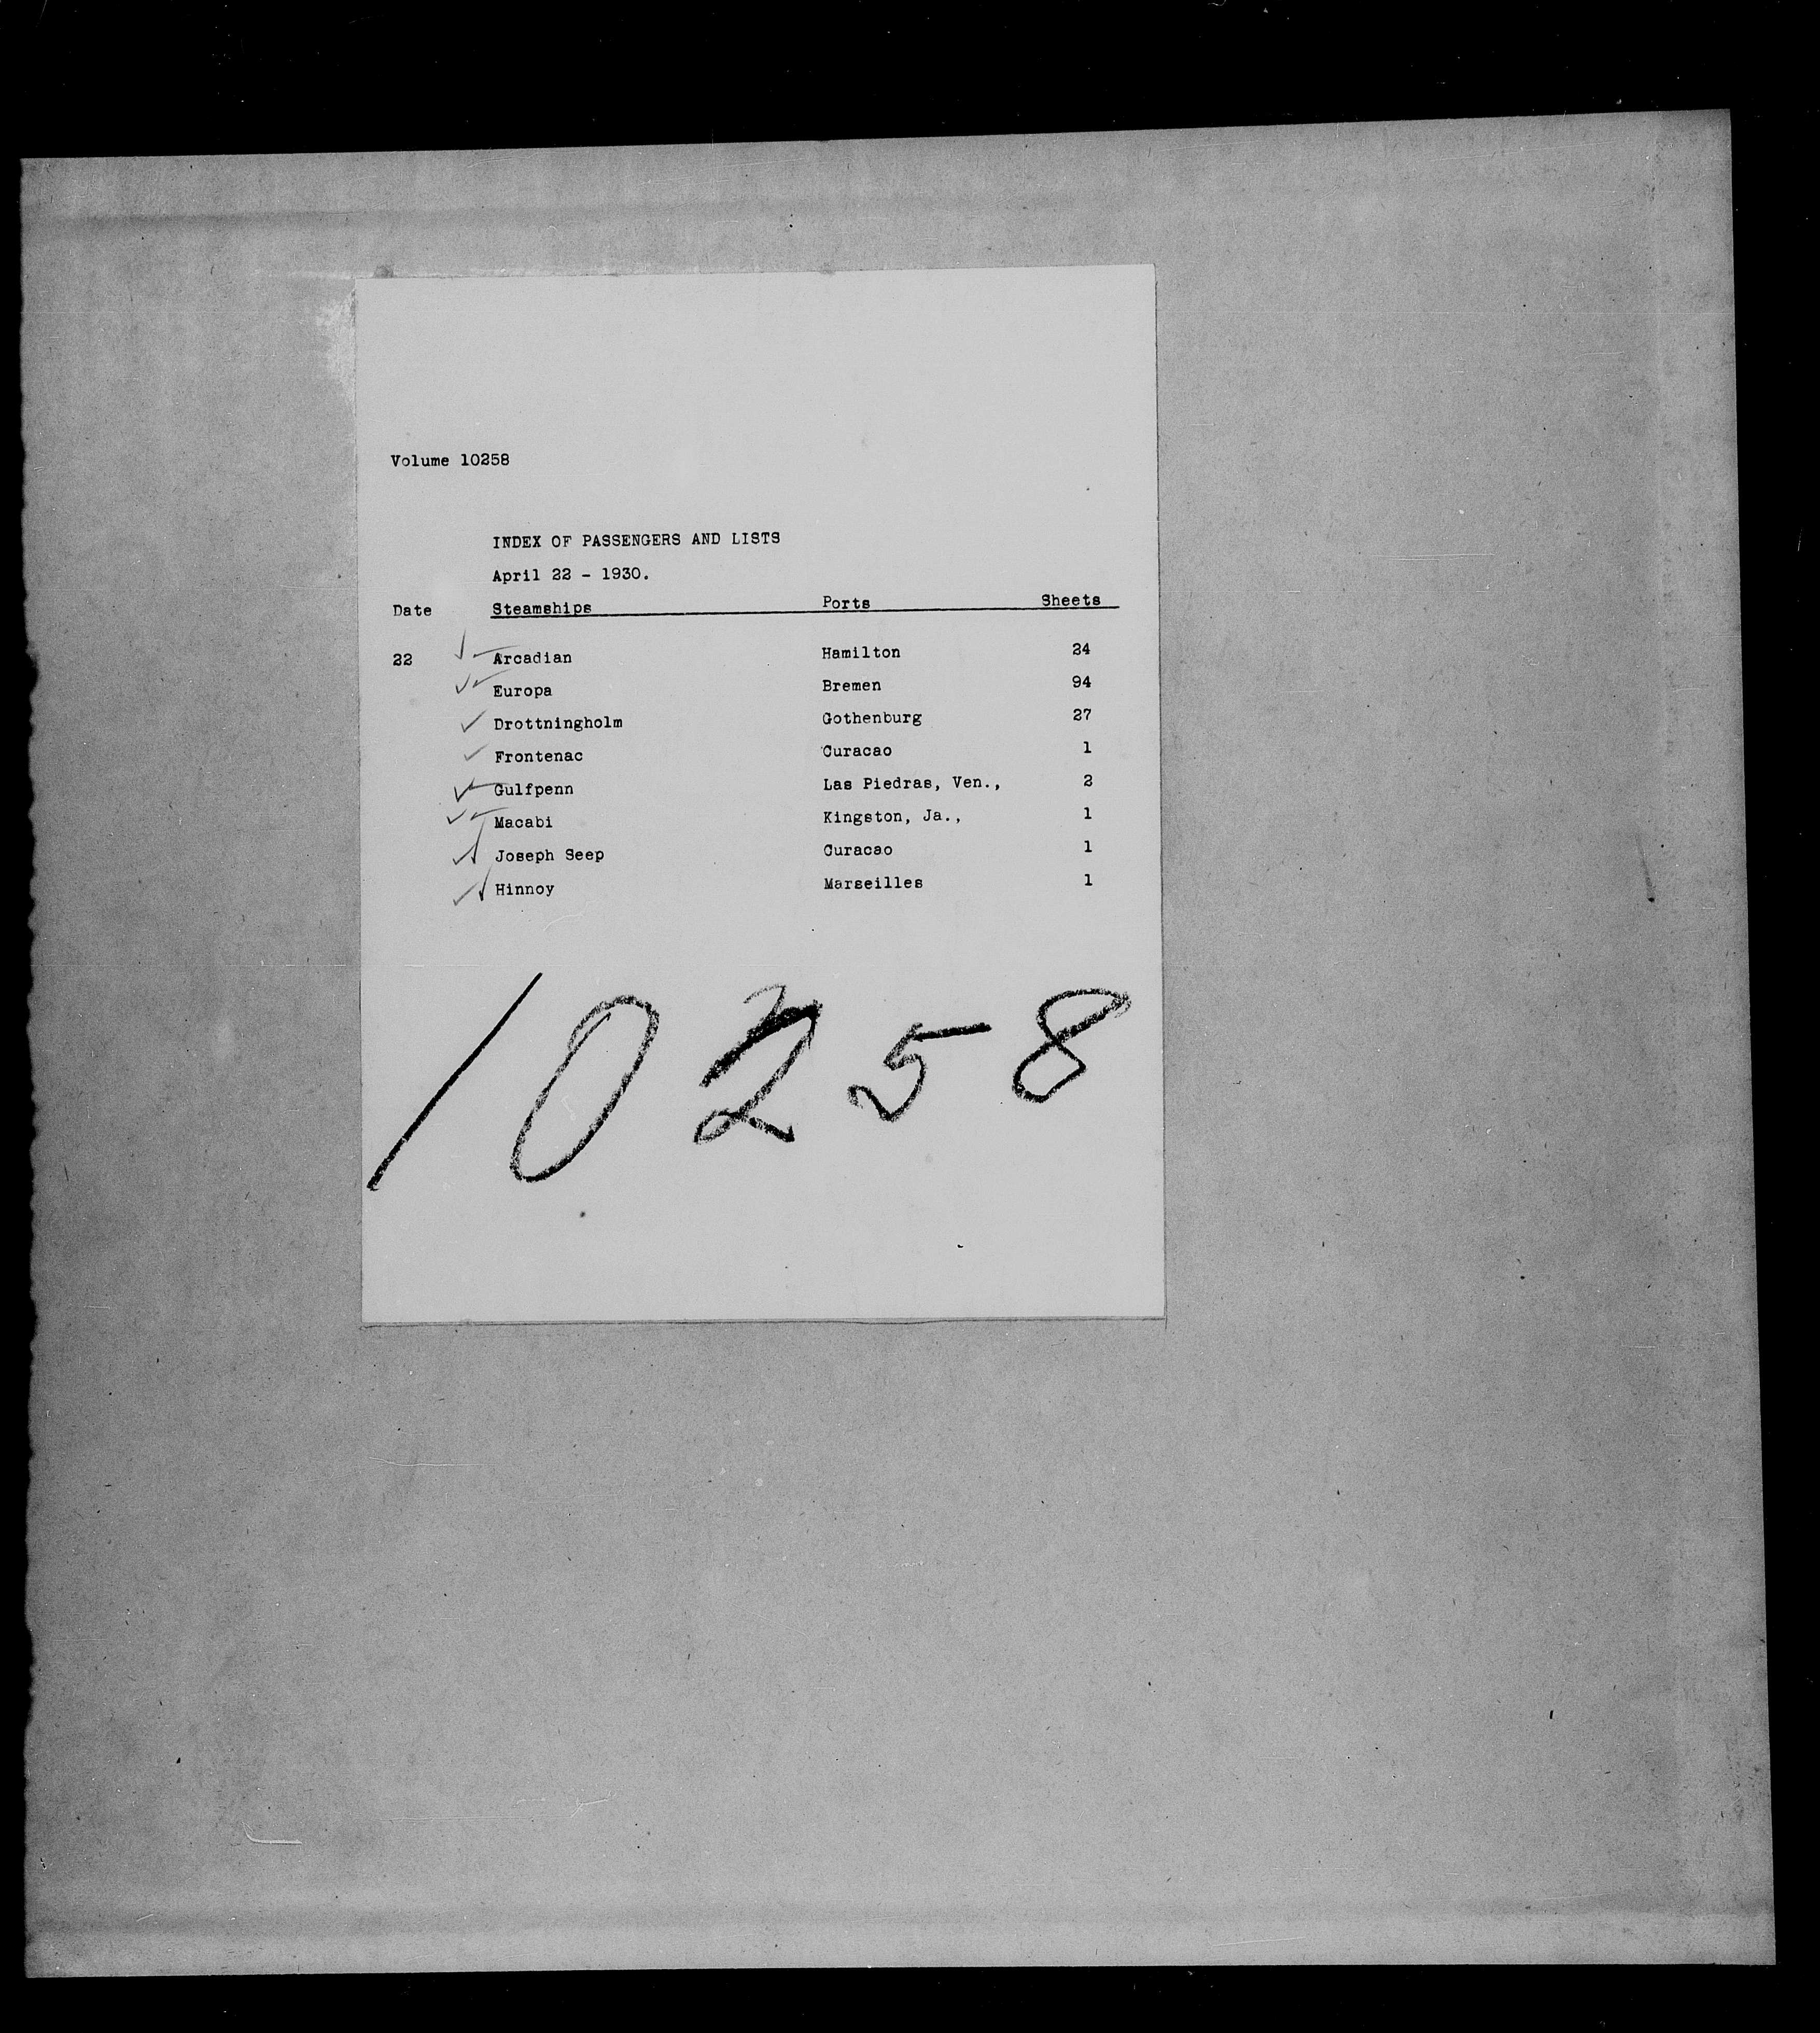 Volume 10258
INDEX OF PASSENGERS AND LISTS
April 22 - 1930.
Date Steamships Ports Sheets
22 Arcadian Hamilton 24
Europa Bremen 94
Drottningholm Gothenburg 27
Frontenac Curacao 1
Gulfpenn Las Piedras, Ven., 2
Macabi Kingston, Ja., 1
Joseph Seep Curacao 1
Hinnoy Marseilles 1
10258